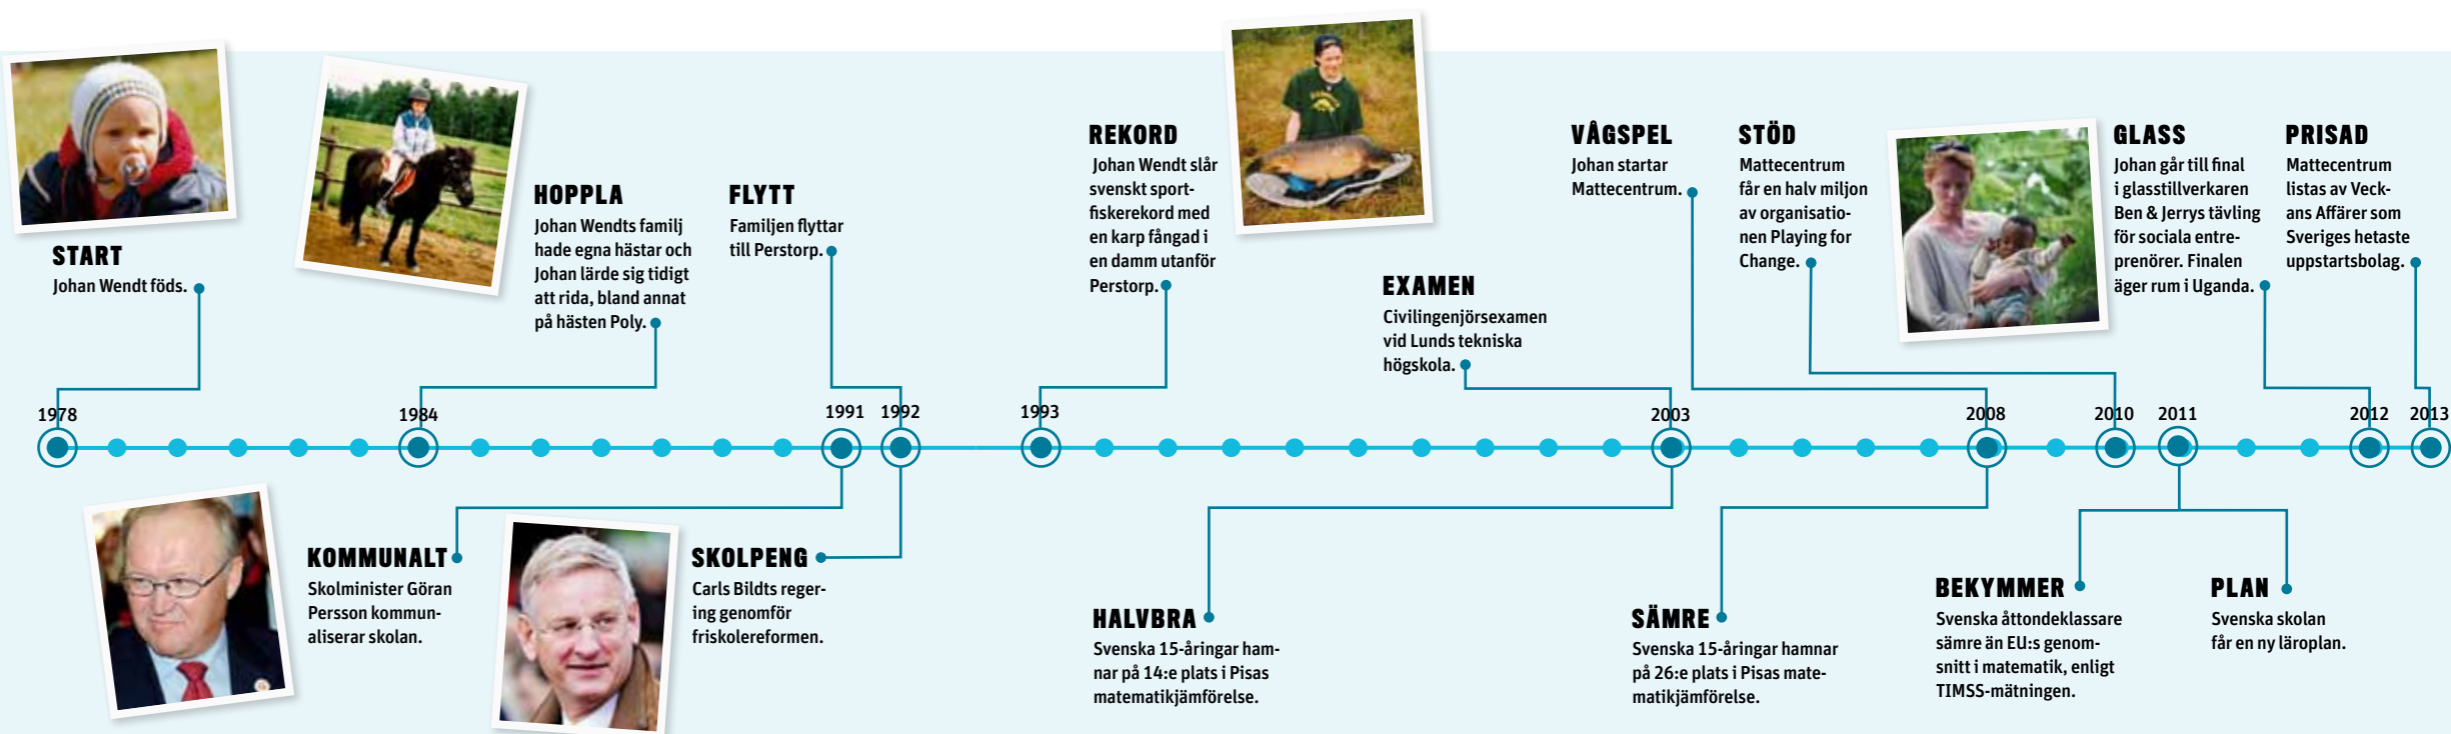 START
Johan Wendt föds.
HOPPLA
Johan Wendts familj
hade egna hästar och
Johan lärde sig tidigt
att rida, bland annat
på hästen Poly.
FLYTT
Familjen flyttar
till Perstorp.
REKORD
Johan Wendt slår
svenskt sport-
fiskerekord med
en karp fångad i
en damm utanför
Perstorp.
EXAMEN
Civilingenjörsexamen
vid Lunds tekniska
högskola.
VÅGSPEL
Johan startar
Mattecentrum.
STÖD
Mattecentrum
får en halv miljon
av organisatio-
nen Playing for
Change.
GLASS
Johan går till final
i glasstillverkaren
Ben & Jerrys tävling
för sociala entre-
prenörer. Finalen
äger rum i Uganda.
PRISAD
Mattecentrum
listas av Veck-
ans Affärer som
Sveriges hetaste
uppstartsbolag.
1978 1984 1991 1992 1993 2003 2008 2010 2011 2012 2013
KOMMUNALT
Skolminister Göran
Persson kommun-
aliserar skolan.
SKOLPENG
Carls Bildts reger-
ing genomför
friskolereformen.
HALVBRA
Svenska 15-åringar ham-
nar på 14:e plats i Pisas
matematikjämförelse.
SÄMRE
Svenska 15-åringar hamnar
på 26:e plats i Pisas mate-
matikjämförelse.
BEKYMMER
Svenska åttondeklassare
sämre än EU:s genom-
snitt i matematik, enligt
TIMSS-mätningen.
PLAN
Svenska skolan
får en ny läroplan.